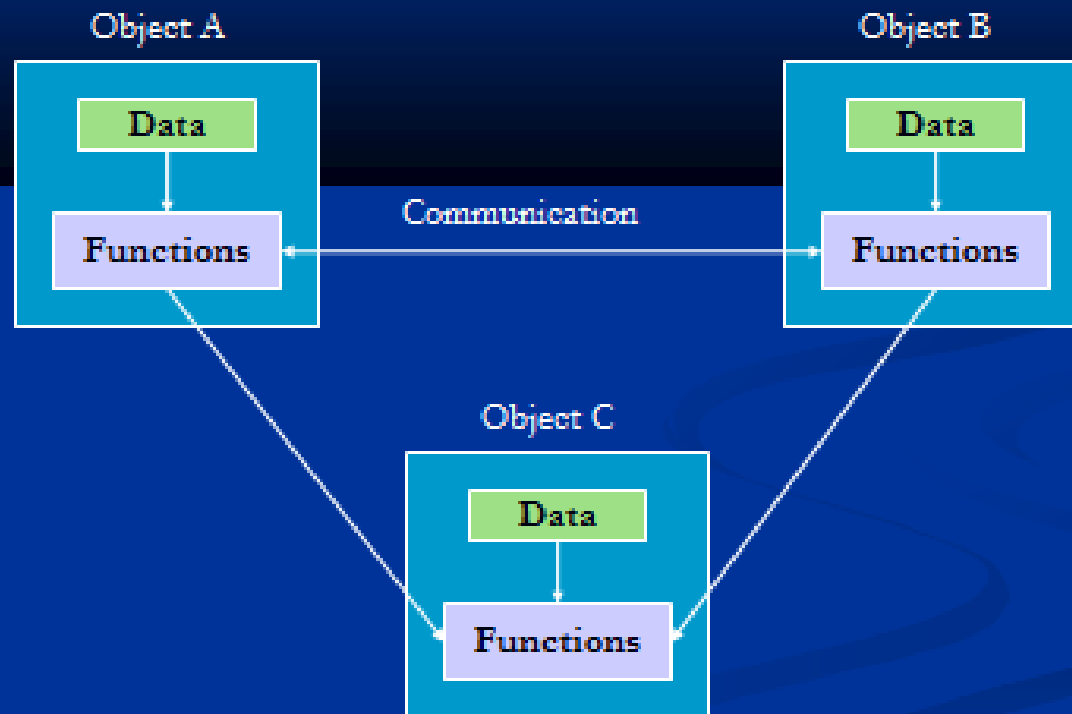 Object A
Object B
Data
Data
Communication
Functions
Functions
Object C
Data
Functions